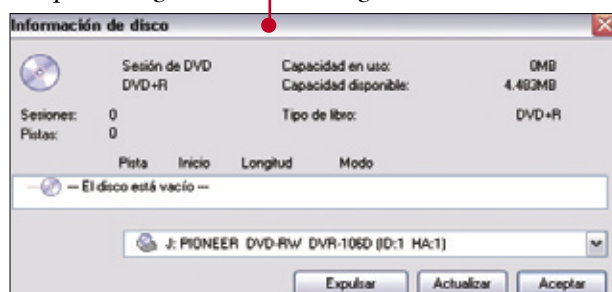 Información de disco
Sesión de DVD Capacidad en uso: 0MB
DVD+R Capacidad disponible: 4.483MB
Sesiones: 0 Tipo de libro: DVD+R
Pistas: 0
Pista Inicio Longitud Modo
--- El disco está vacío ---
J: PIONEER DVD-RW DVR-106D (ID:1 HA:1)
Expulsar Actualizar Aceptar